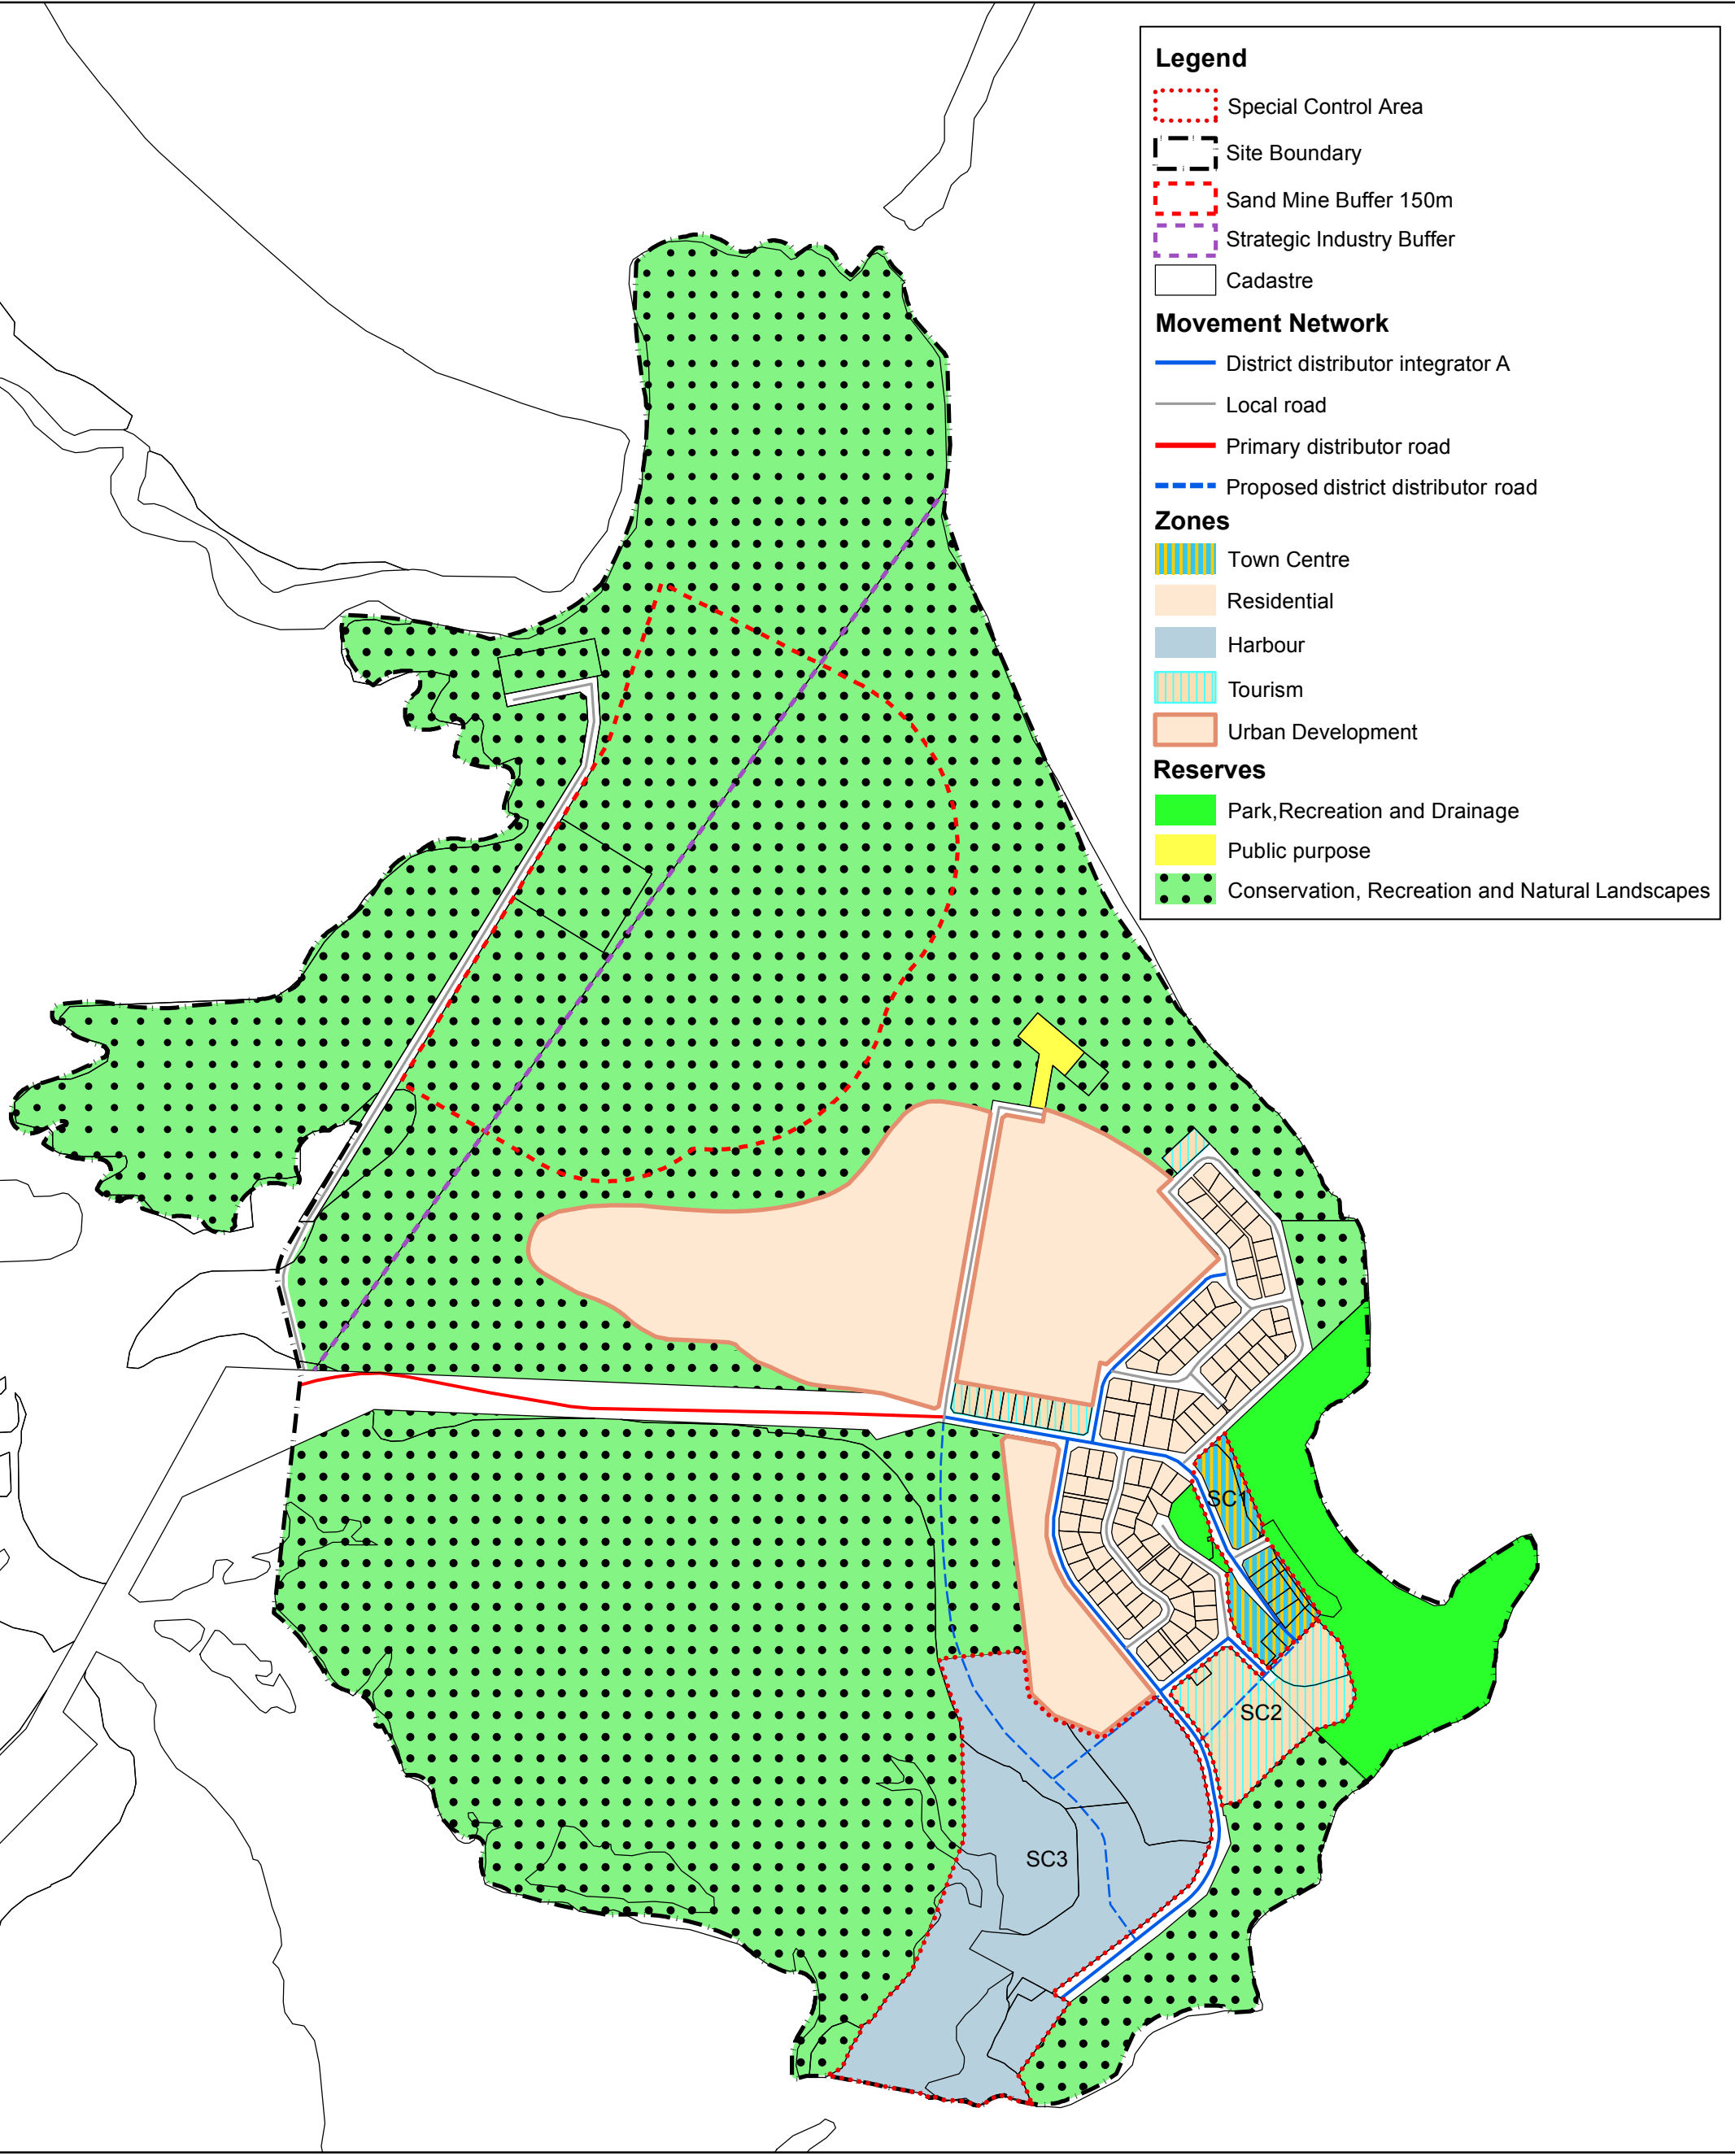 Legend
Special Control Area
Site Boundary
Sand Mine Buffer 150m
Strategic Industry Buffer
Cadastre
Movement Network
District distributor integrator A
Local road
Primary distributor road
Proposed district distributor road
Zones
Town Centre
Residential
Harbour
Tourism
Urban Development
Reserves
Park,Recreation and Drainage
Public purpose
Conservation, Recreation and Natural Landscapes
SC1
SC2
SC3